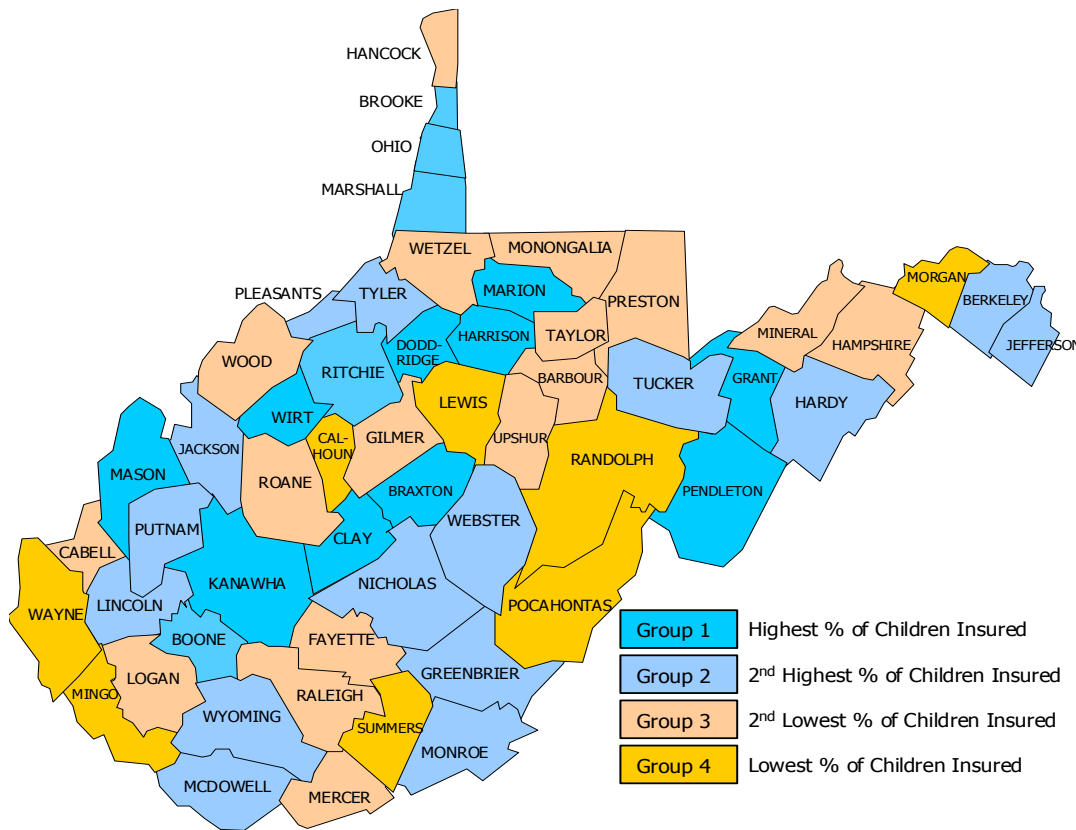 HANCOCK
BROOKE
OHIO
MARSHALL
WETZEL
MONONGALIA
MORGAN
PLEASANTS
TYLER
MARION
PRESTON
BERKELEY
MINERAL
HAMPSHIRE
JEFFERSON
WOOD
RITCHIE
DODD-
RIDGE
HARRISON
TAYLOR
BARBOUR
TUCKER
GRANT
HARDY
WIRT
LEWIS
JACKSON
CAL-
HOUN
GILMER
UPSHUR
RANDOLPH
MASON
ROANE
BRAXTON
PENDLETON
PUTNAM
CLAY
WEBSTER
CABELL
KANAWHA
NICHOLAS
WAYNE
LINCOLN
POCAHONTAS
BOONE
FAYETTE
GREENBRIER
LOGAN
MINGO
RALEIGH
WYOMING
SUMMERS
MONROE
MCDOWELL
MERCER
Group 1 Highest % of Children Insured
Group 2 2nd Highest % of Children Insured
Group 3 2nd Lowest % of Children Insured
Group 4 Lowest % of Children Insured